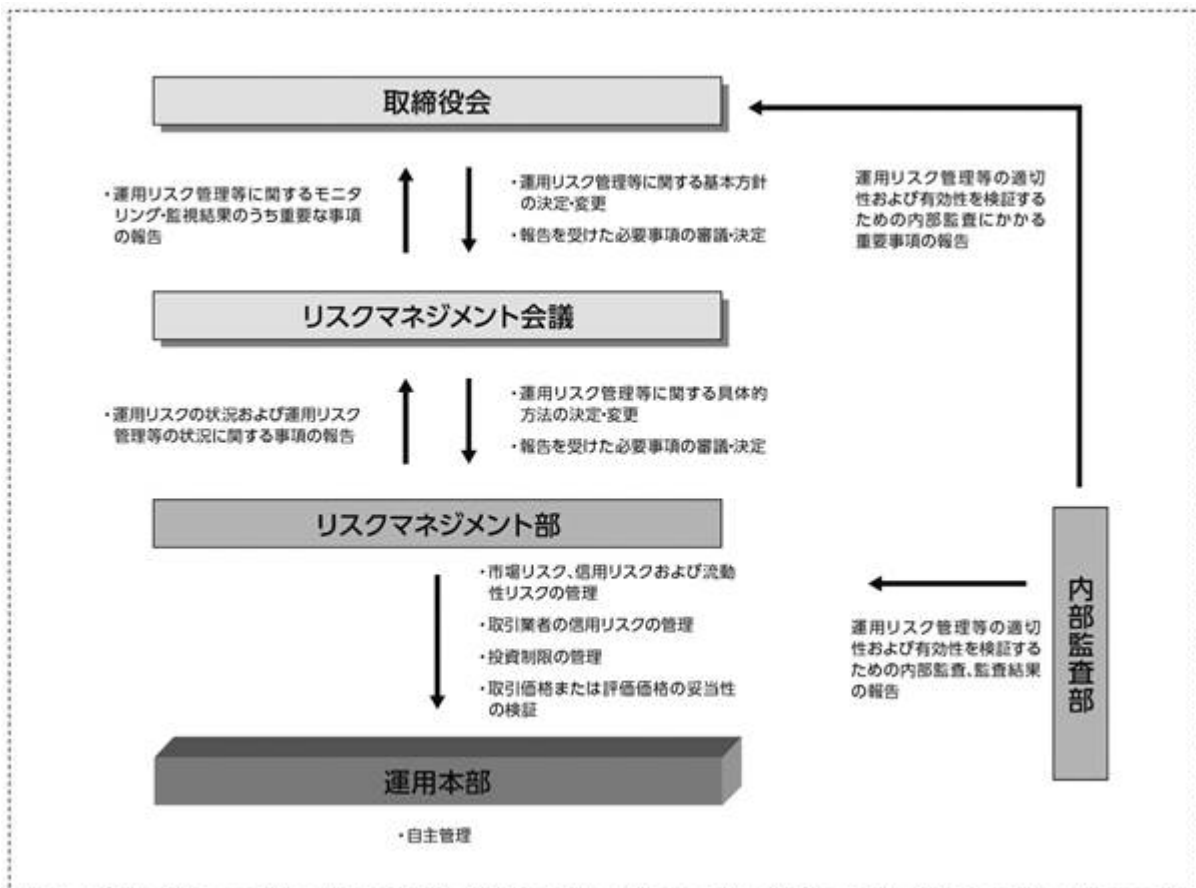 取締役会
・運用リスク管理等に関するモニタ
リング・監視結果のうち重要な事項
の報告
・運用リスク管理等に関する基本方針
の決定・変更
・報告を受けた必要事項の審議・決定
運用リスク管理等の適切
性および有効性を検証す
るための内部監査にかかる
重要事項の報告
リスクマネジメント会議
・運用リスクの状況および運用リスク
管理等の状況に関する事項の報告
・運用リスク管理等に関する具体的
方法の決定・変更
・報告を受けた必要事項の審議・決定
リスクマネジメント部
・市場リスク、信用リスクおよび流動
性リスクの管理
・取引業者の信用リスクの管理
・投資制限の管理
・取引価格または評価価格の妥当性
の検証
運用リスク管理等の適切
性および有効性を検証する
ための内部監査、監査結果
の報告
内部監査部
運用本部
・自主管理